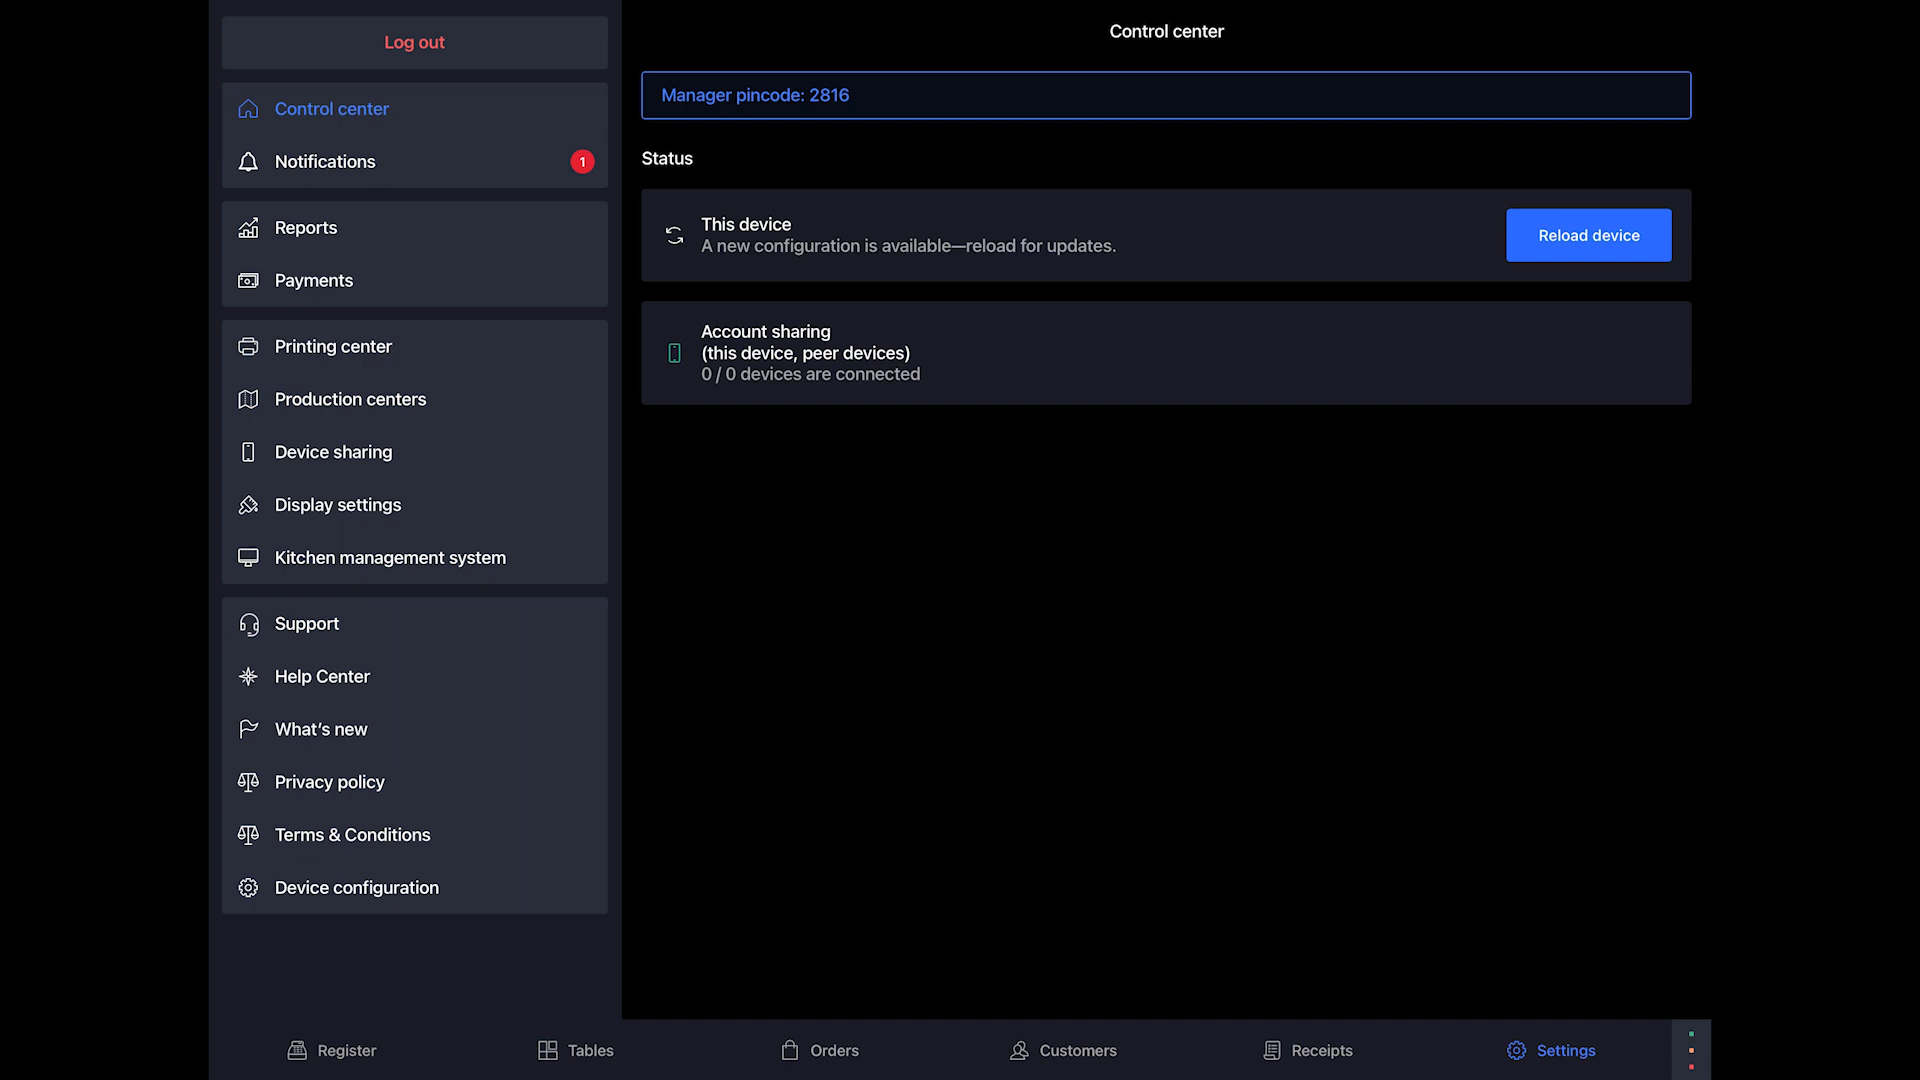 Log out
Control center
Notifications
1
Reports
Payments
Printing center
Production centers
Device sharing
Display settings
Kitchen management system
Support
Help Center
What's new
Privacy policy
Terms & Conditions
Device configuration
Control center
Manager pincode: 2816
Status
This device
A new configuration is available—reload for updates.
Reload device
Account sharing
(this device, peer devices)
0 / 0 devices are connected
Register
Tables
Orders
Customers
Receipts
Settings